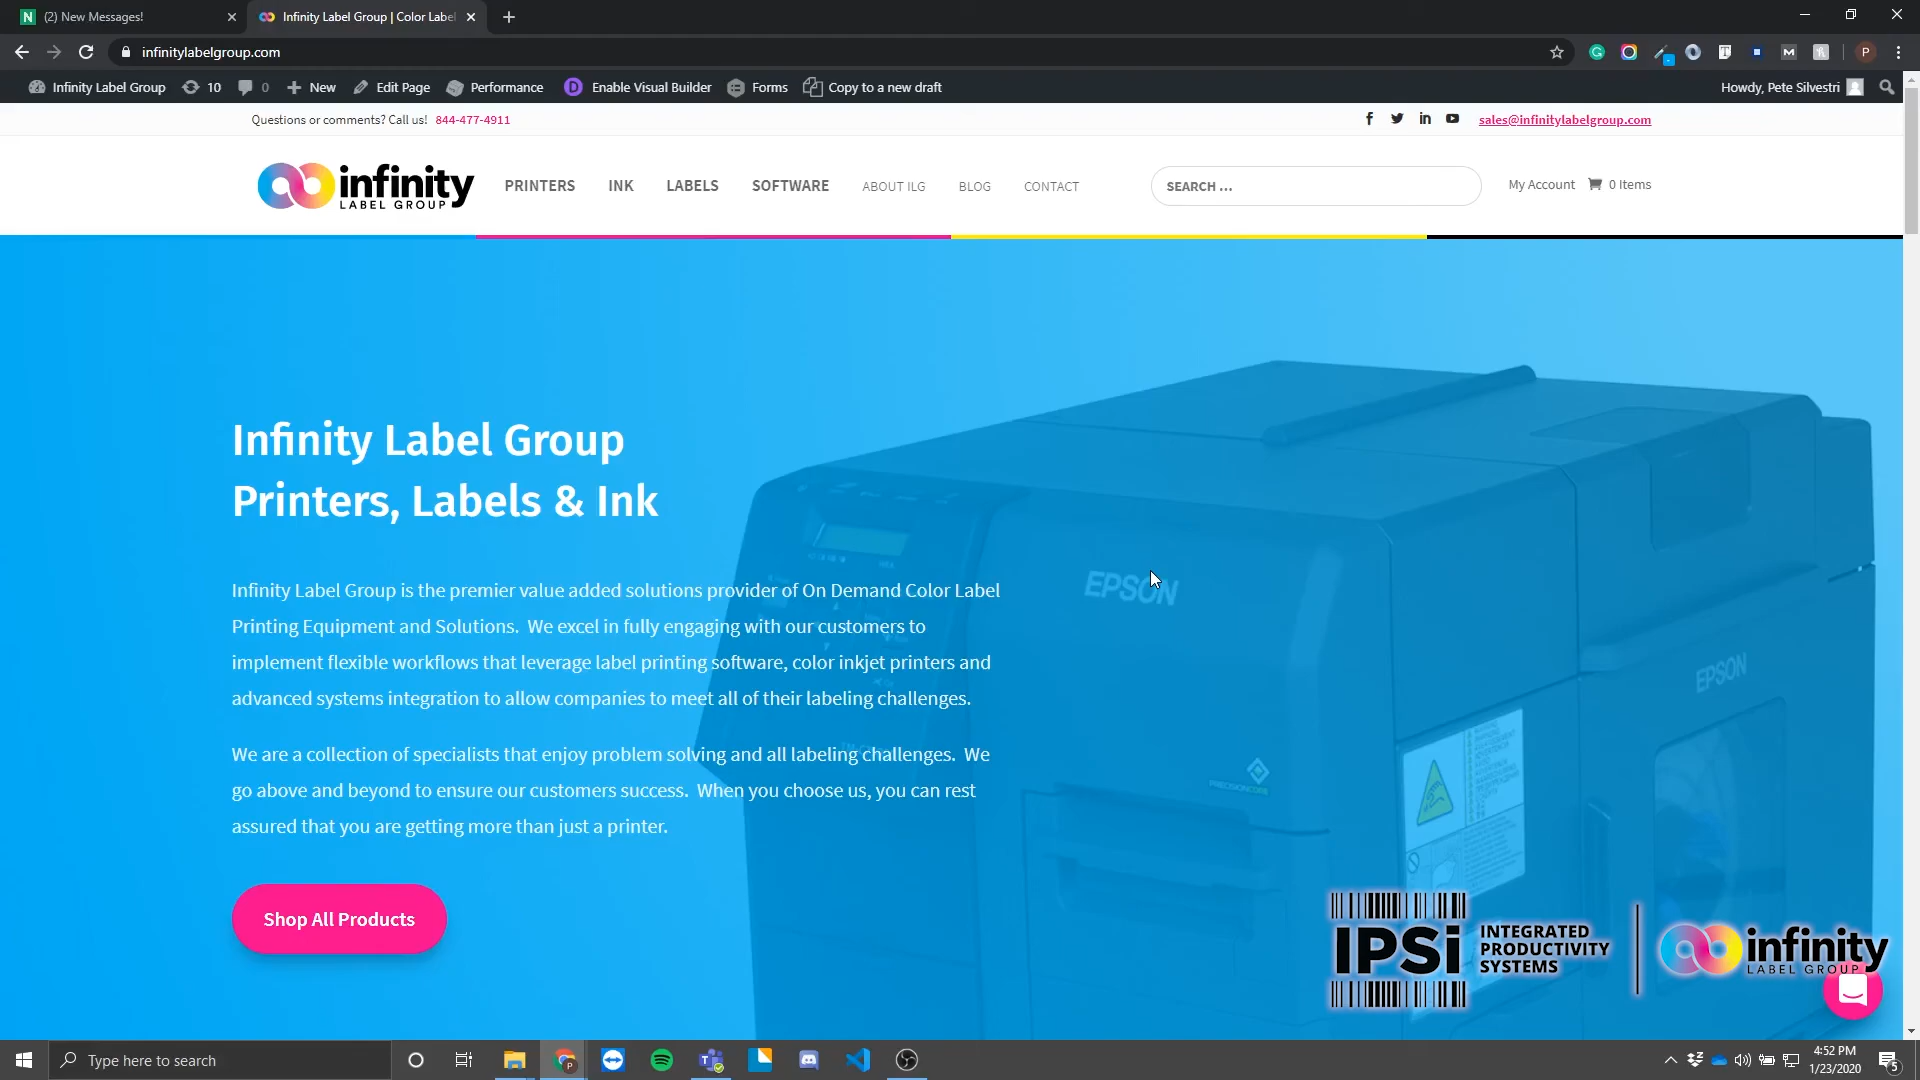 (2) New Messages!
Infinity Label Group | Color Labe
infinitylabelgroup.com
Infinity Label Group
10
0
New
Edit Page
Performance
Enable Visual Builder
Forms
Copy to a new draft
Howdy, Pete Silvestri
Questions or comments? Call us! 844-477-4911
sales@infinitylabelgroup.com
infinity
LABEL GROUP
PRINTERS
INK
LABELS
SOFTWARE
ABOUT ILG
BLOG
CONTACT
SEARCH ...
My Account
0 Items
Infinity Label Group
Printers, Labels & Ink
Infinity Label Group is the premier value added solutions provider of On Demand Color Label
Printing Equipment and Solutions. We excel in fully engaging with our customers to
implement flexible workflows that leverage label printing software, color inkjet printers and
advanced systems integration to allow companies to meet all of their labeling challenges.
We are a collection of specialists that enjoy problem solving and all labeling challenges. We
go above and beyond to ensure our customers success. When you choose us, you can rest
assured that you are getting more than just a printer.
Shop All Products
EPSON
EPSON
PRECISIONCORE
IPSi
INTEGRATED
PRODUCTIVITY
SYSTEMS
infinity
LABEL GROUP
Type here to search
4:52 PM
1/23/2020
5